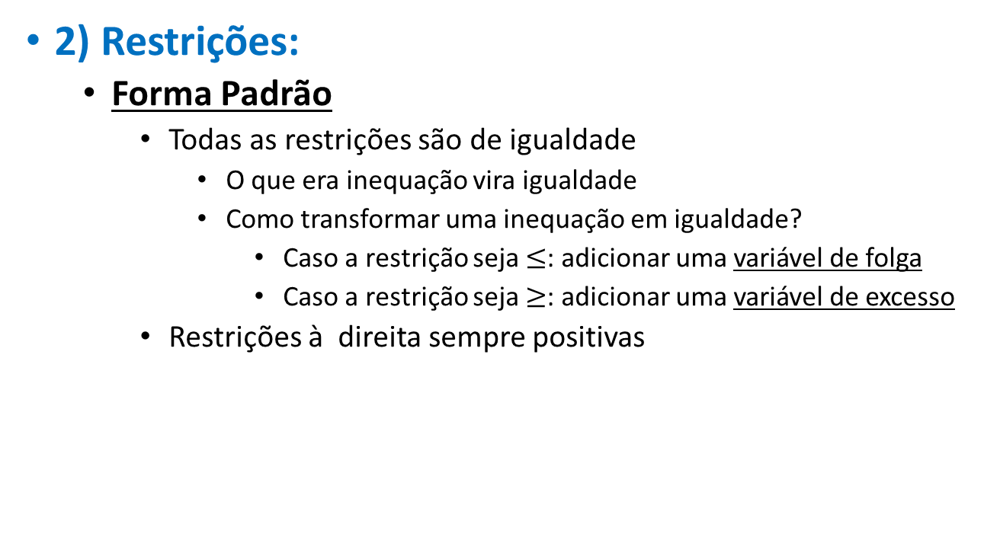 • 2) Restrições:
• Forma Padrão
• Todas as restrições são de igualdade
• O que era inequação vira igualdade
• Como transformar uma inequação em igualdade?
• Caso a restrição seja ≤: adicionar uma variável de folga
• Caso a restrição seja ≥: adicionar uma variável de excesso
• Restrições à  direita sempre positivas